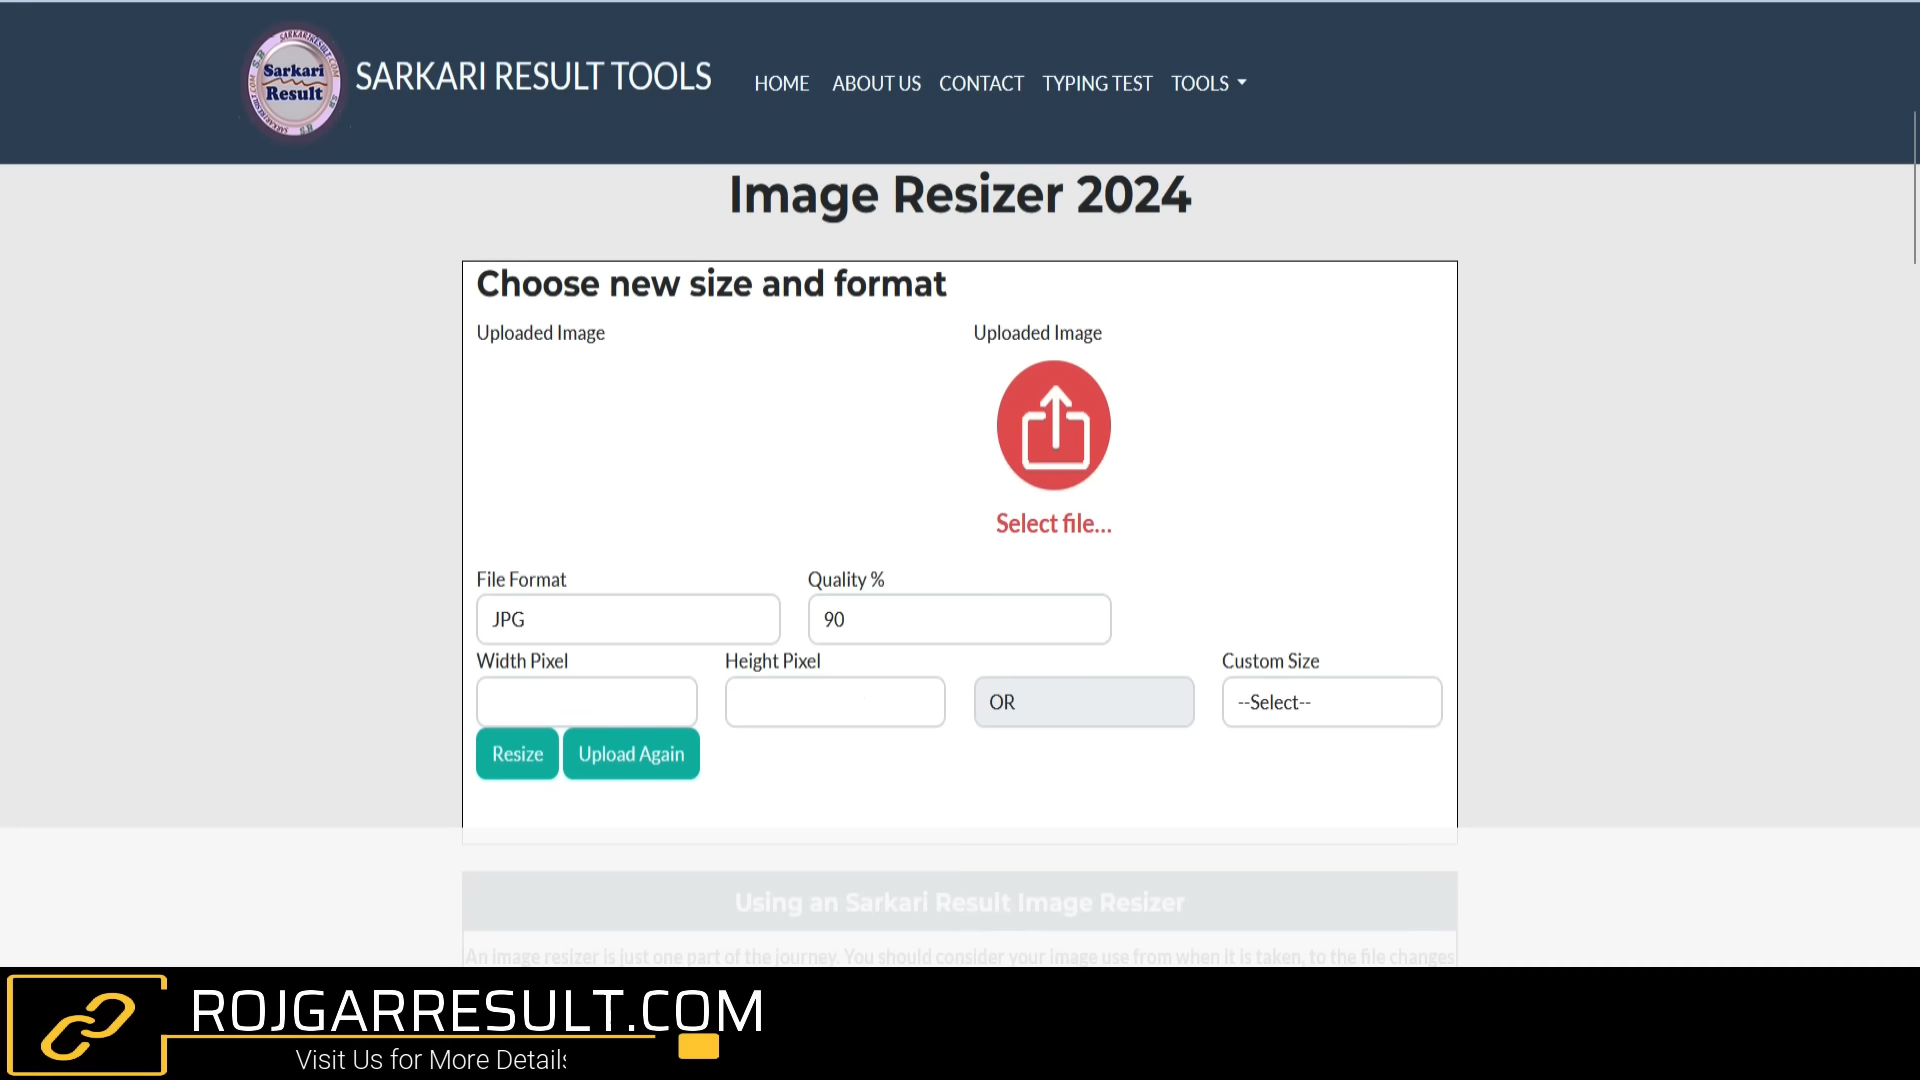 Sarkari
Result
SARKARI RESULT TOOLS
HOME ABOUT US CONTACT TYPING TEST TOOLS
Image Resizer 2024
Choose new size and format
Uploaded Image Uploaded Image
Select file...
File Format Quality %
JPG 90
Width Pixel Height Pixel Custom Size
OR --Select--
Resize Upload Again
Using an Sarkari Result Image Resizer
An image resizer is just one part of the journey. You should consider your image use from when it is taken, to the file changes
ROJGARRESULT.COM
Visit Us for More Details